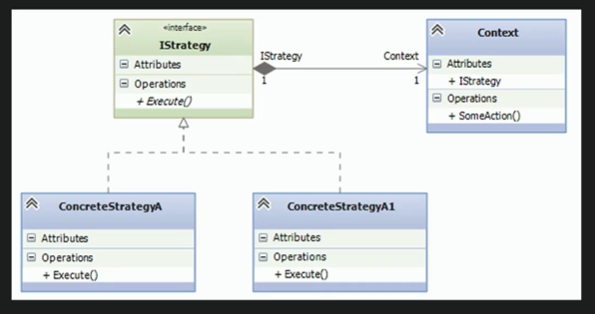 «interface»
IStrategy
Attributes
Operations
+ Execute()
IStrategy
1
Context
1
Context
Attributes
+ IStrategy
Operations
+ SomeAction()
ConcreteStrategyA
Attributes
Operations
+ Execute()
ConcreteStrategyA1
Attributes
Operations
+ Execute()